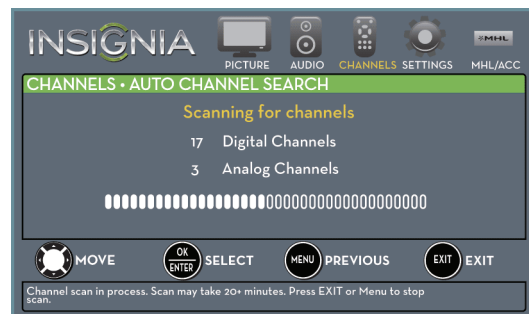 INSIGNIA
PICTURE AUDIO CHANNELS SETTINGS MHL MHL/ACC
CHANNELS • AUTO CHANNEL SEARCH
Scanning for channels
17 Digital Channels
3 Analog Channels
MOVE OK ENTER SELECT MENU PREVIOUS EXIT EXIT
Channel scan in process. Scan may take 20+ minutes. Press EXIT or Menu to stop
scan.